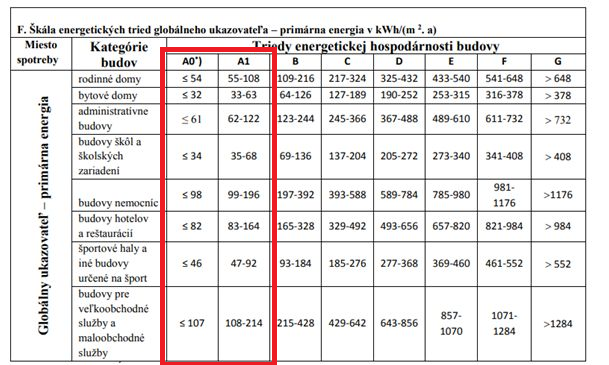 F. Škála energetických tried globálneho ukazovateľa – primárna energia v kWh/(m 2. a)
Miesto spotreby Kategórie budov Triedy energetickej hospodárnosti budovy
A0*) A1 B C D E F G
Globálny ukazovateľ – primárna energia
rodinné domy ≤ 54 55-108 109-216 217-324 325-432 433-540 541-648 > 648
bytové domy ≤ 32 33-63 64-126 127-189 190-252 253-315 316-378 > 378
administratívne
budovy ≤ 61 62-122 123-244 245-366 367-488 489-610 611-732 > 732
budovy škôl a
školských
zariadení ≤ 34 35-68 69-136 137-204 205-272 273-340 341-408 > 408
budovy nemocníc ≤ 98 99-196 197-392 393-588 589-784 785-980 981-1176 >1176
budovy hotelov
a reštaurácií ≤ 82 83-164 165-328 329-492 493-656 657-820 821-984 > 984
športové haly a
iné budovy
určené na šport ≤ 46 47-92 93-184 185-276 277-368 369-460 461-552 > 552
budovy pre
veľkoobchodné
služby a
maloobchodné
služby ≤ 107 108-214 215-428 429-642 643-856 857-1070 1071-1284 >1284